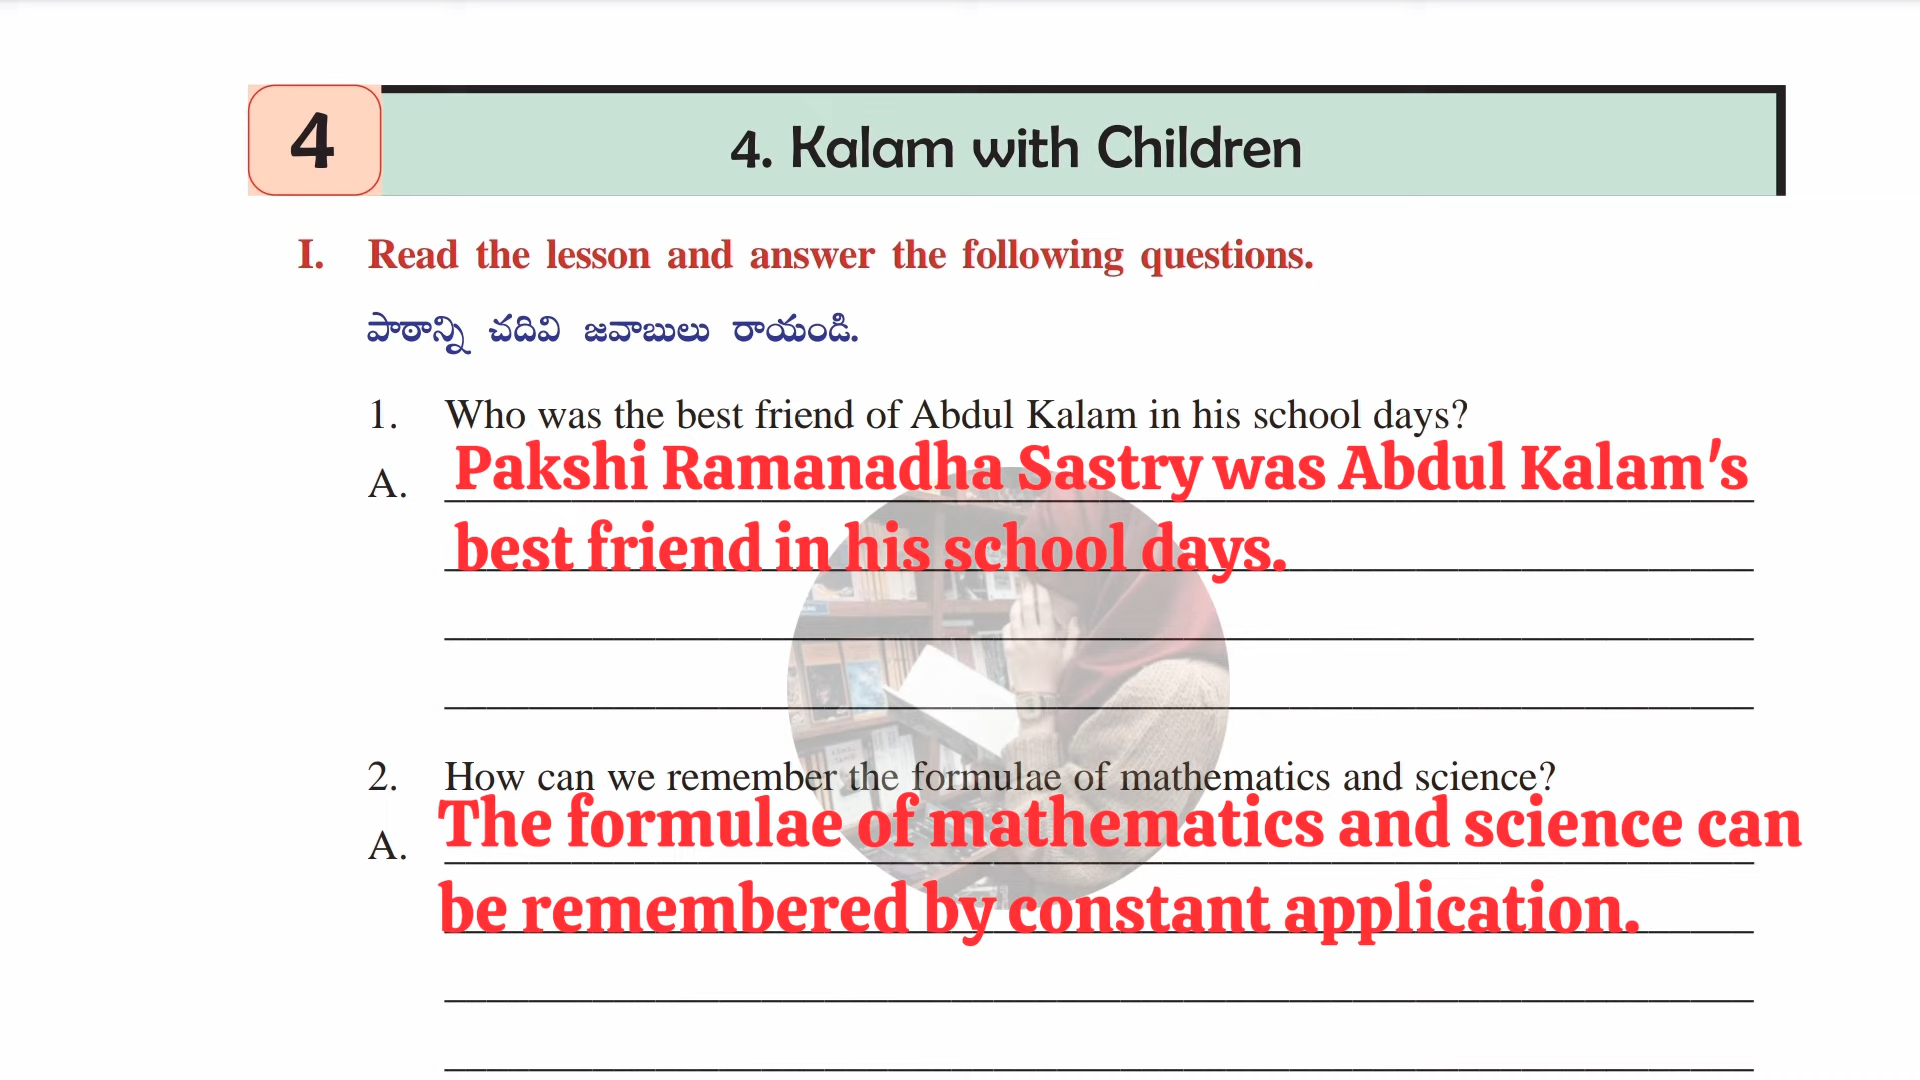 4
4. Kalam with Children
I. Read the lesson and answer the following questions.
పాఠాన్ని చదివి జవాబులు రాయండి.
1. Who was the best friend of Abdul Kalam in his school days?
A. Pakshi Ramanadha Sastry was Abdul Kalam's
best friend in his school days.
2. How can we remember the formulae of mathematics and science?
A. The formulae of mathematics and science can
be remembered by constant application.